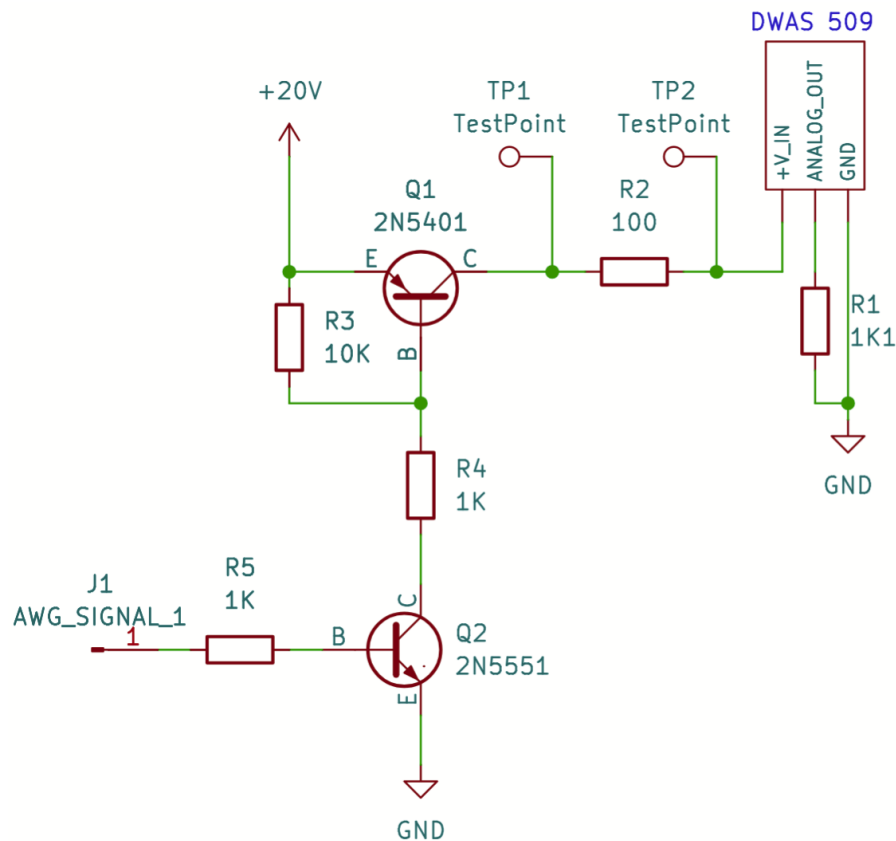 DWAS 509
+20V
TP1
TestPoint
TP2
TestPoint
+V_IN
ANALOG_OUT
GND
Q1
2N5401
R2
100
E
C
B
R3
10K
R1
1K1
GND
R4
1K
J1
AWG_SIGNAL_1
1
R5
1K
B
C
E
Q2
2N5551
GND